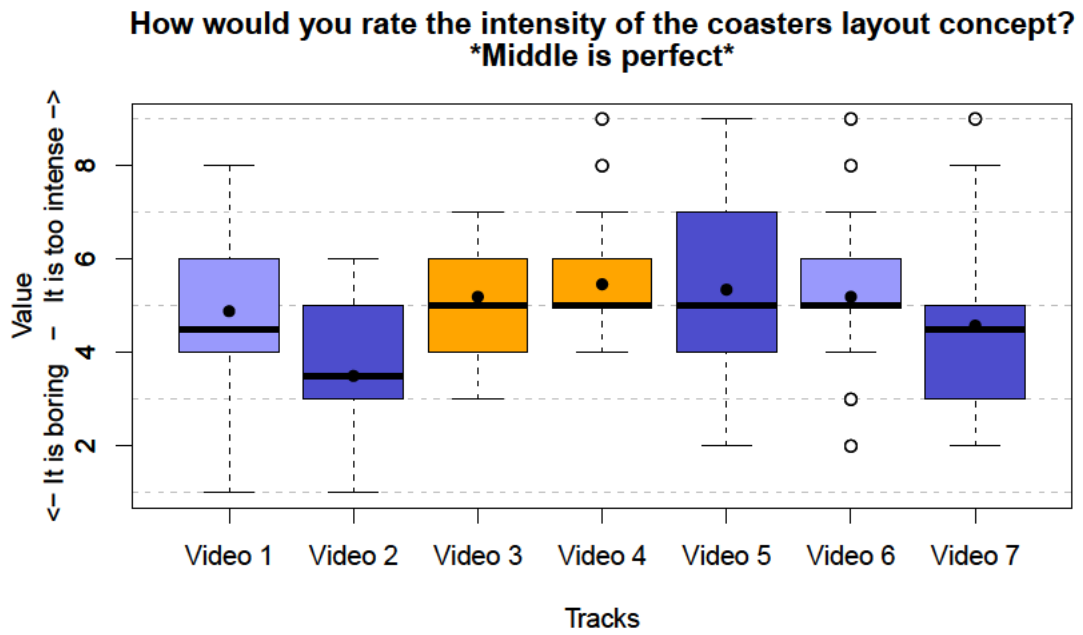 How would you rate the intensity of the coasters layout concept?
*Middle is perfect*
Value
<– It is boring  –  It is too intense –>
8
6
4
2
Video 1
Video 2
Video 3
Video 4
Video 5
Video 6
Video 7
Tracks